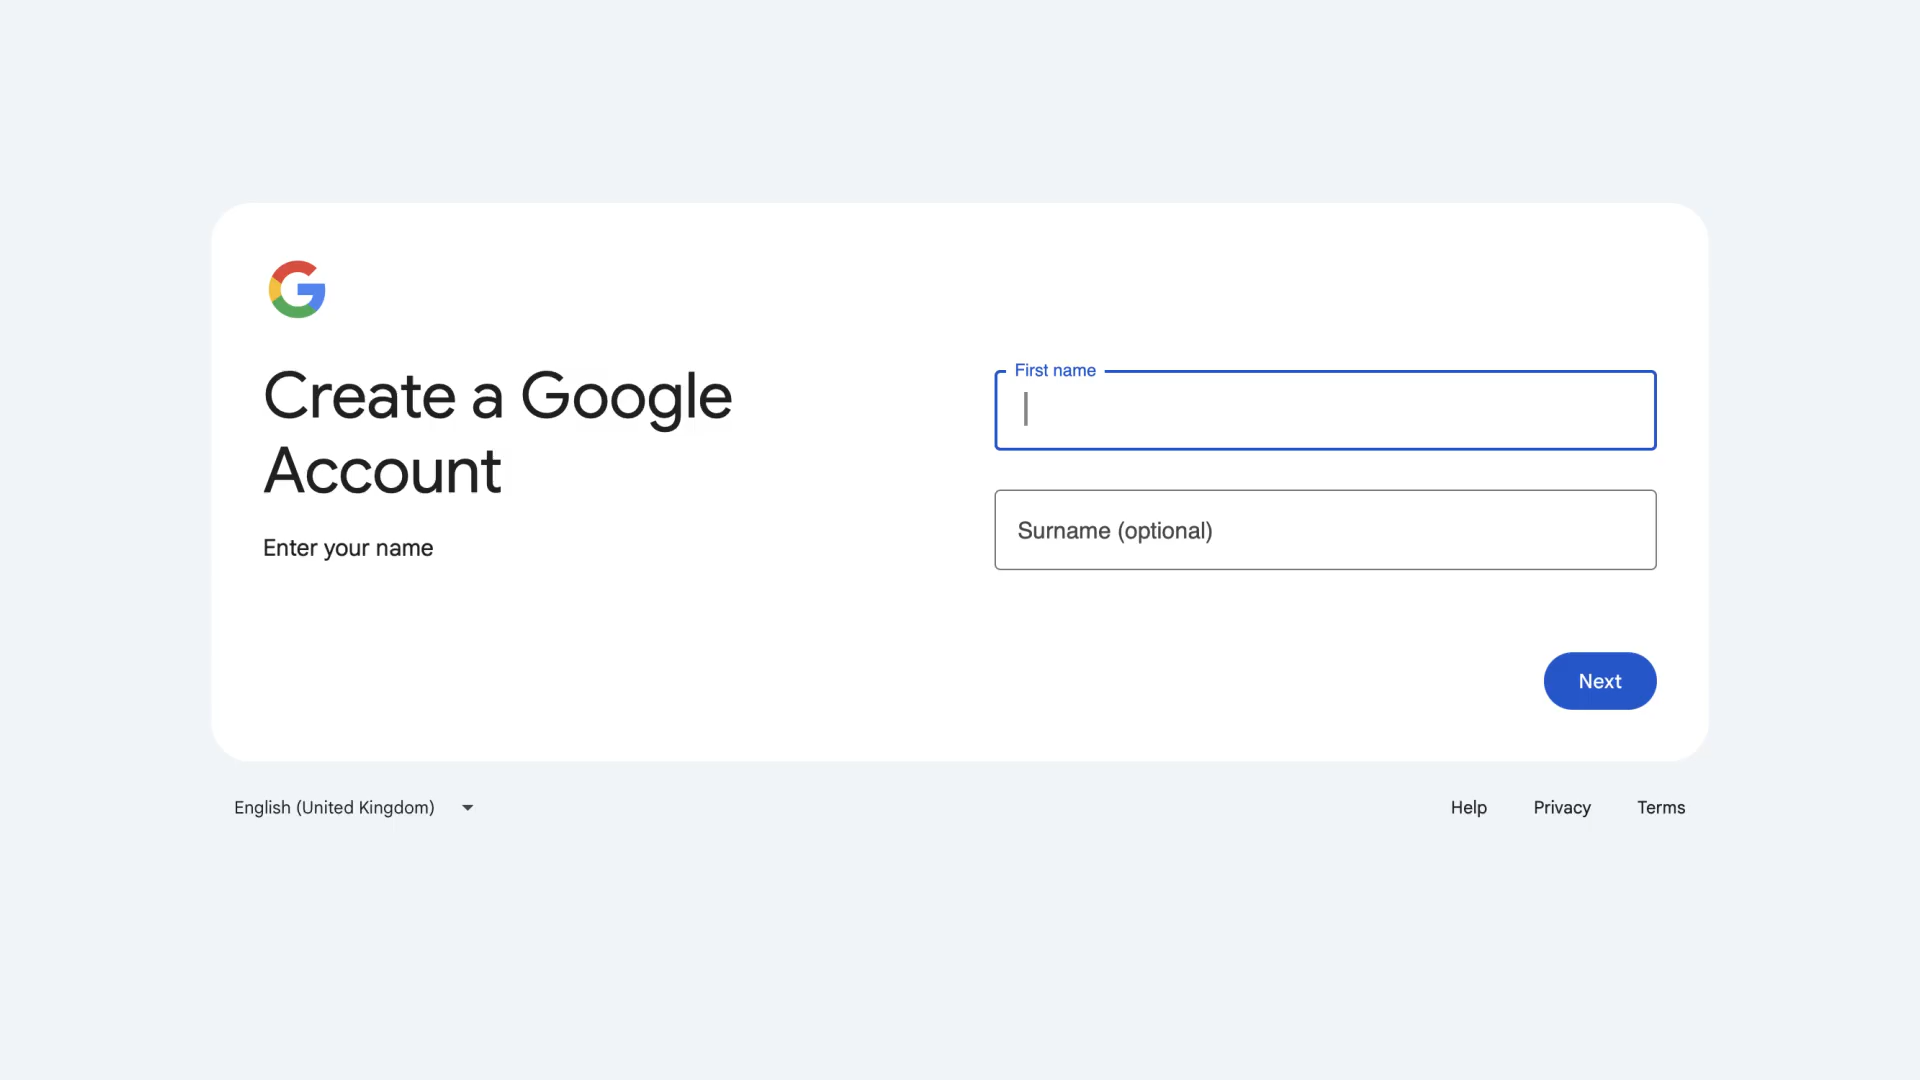 Create a Google
Account
Enter your name
First name
Surname (optional)
Next
English (United Kingdom)
Help
Privacy
Terms